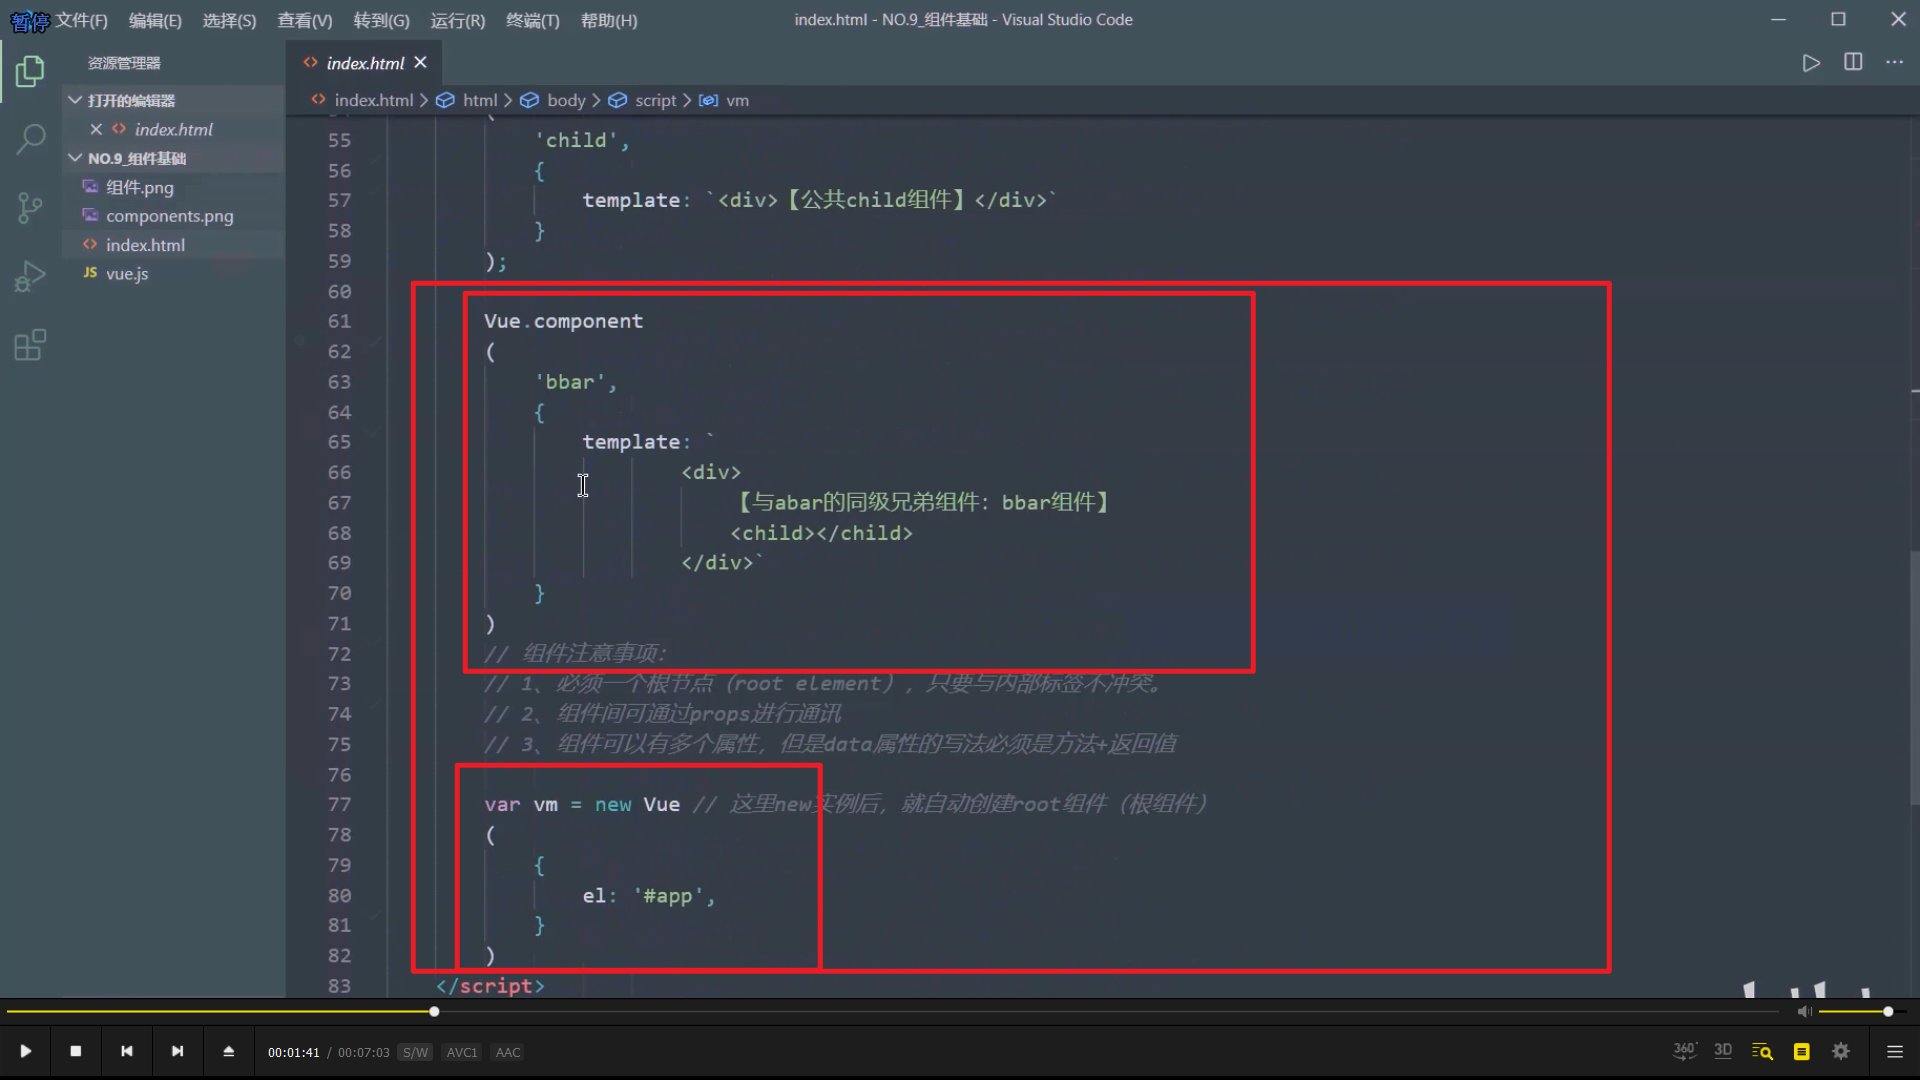 暂停 文件(F) 编辑(E) 选择(S) 查看(V) 转到(G) 运行(R) 终端(T) 帮助(H) index.html - NO.9_组件基础 - Visual Studio Code
资源管理器
打开的编辑器
index.html
NO.9_组件基础
组件.png
components.png
index.html
JS vue.js
index.html
index.html > html > body > script > vm
55 'child',
56 {
57 template: `<div>【公共child组件】</div>`
58 }
59 );
60
61 Vue.component
62 (
63 'bbar',
64 {
65 template: `
66 <div>
67 【与abar的同级兄弟组件：bbar组件】
68 <child></child>
69 </div>`
70 }
71 )
72 // 组件注意事项：
73 // 1、必须一个根节点（root element），只要与内部标签不冲突。
74 // 2、组件间可通过props进行通讯
75 // 3、组件可以有多个属性，但是data属性的写法必须是方法+返回值
76
77 var vm = new Vue // 这里new实例后，就自动创建root组件（根组件）
78 (
79 {
80 el: '#app',
81 }
82 )
83 </script>
00:01:41 / 00:07:03 S/W AVC1 AAC
360° 3D